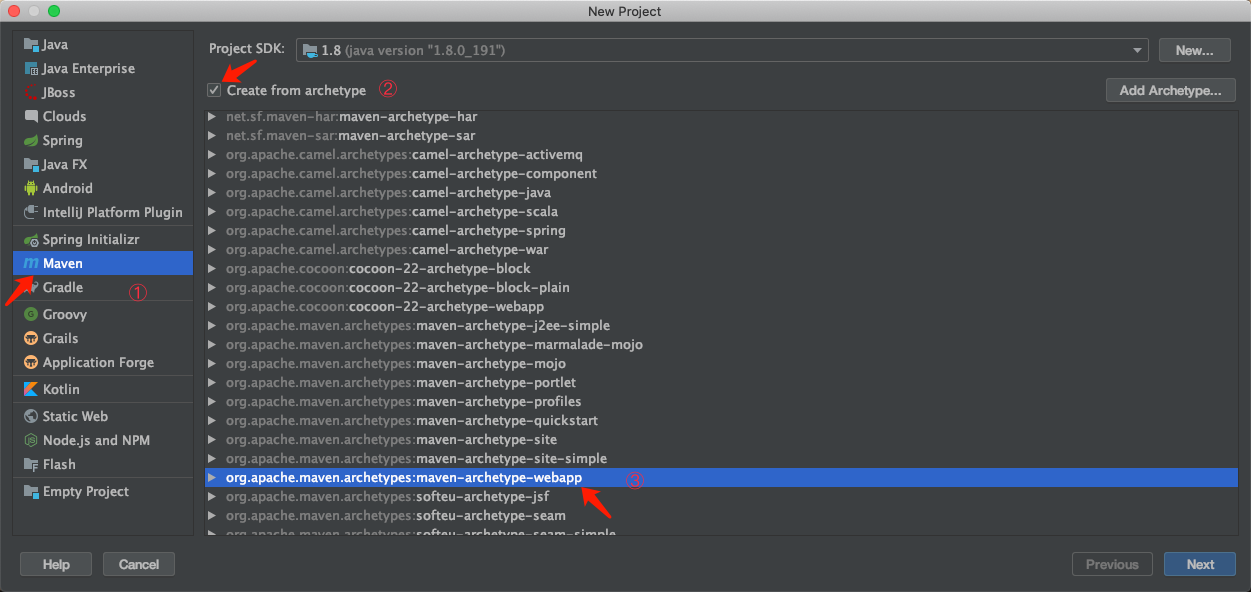 New Project
Java
Java Enterprise
JBoss
Clouds
Spring
Java FX
Android
IntelliJ Platform Plugin
Spring Initializr
Maven
Gradle
①
Groovy
Grails
Application Forge
Kotlin
Static Web
Node.js and NPM
Flash
Empty Project
Project SDK: 1.8 (java version "1.8.0_191") New...
Create from archetype ② Add Archetype...
net.sf.maven-har:maven-archetype-har
net.sf.maven-sar:maven-archetype-sar
org.apache.camel.archetypes:camel-archetype-activemq
org.apache.camel.archetypes:camel-archetype-component
org.apache.camel.archetypes:camel-archetype-java
org.apache.camel.archetypes:camel-archetype-scala
org.apache.camel.archetypes:camel-archetype-spring
org.apache.camel.archetypes:camel-archetype-war
org.apache.cocoon:cocoon-22-archetype-block
org.apache.cocoon:cocoon-22-archetype-block-plain
org.apache.cocoon:cocoon-22-archetype-webapp
org.apache.maven.archetypes:maven-archetype-j2ee-simple
org.apache.maven.archetypes:maven-archetype-marmalade-mojo
org.apache.maven.archetypes:maven-archetype-mojo
org.apache.maven.archetypes:maven-archetype-portlet
org.apache.maven.archetypes:maven-archetype-profiles
org.apache.maven.archetypes:maven-archetype-quickstart
org.apache.maven.archetypes:maven-archetype-site
org.apache.maven.archetypes:maven-archetype-site-simple
org.apache.maven.archetypes:maven-archetype-webapp ③
org.apache.maven.archetypes:softeu-archetype-jsf
org.apache.maven.archetypes:softeu-archetype-seam
org.apache.maven.archetypes:softeu-archetype-seam-simple
Help Cancel Previous Next